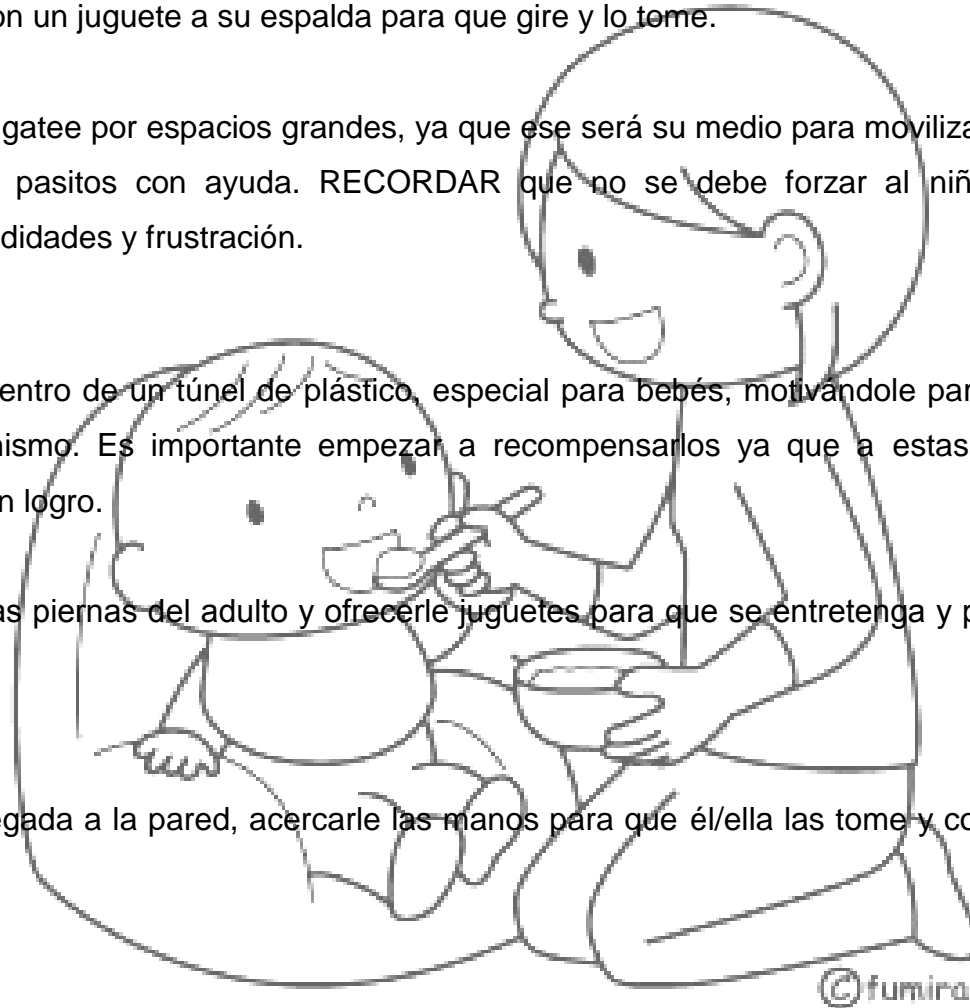 on un juguete a su espalda para que gire y lo tome.
gatee por espacios grandes, ya que ese será su medio para moviliza
pasitos con ayuda. RECORDAR que no se debe forzar al niñ
didades y frustración.
entro de un túnel de plástico, especial para bebés, motivándole par
nismo. Es importante empezar a recompensarlos ya que a estas
n logro.
as piernas del adulto y ofrecerle juguetes para que se entretenga y p
egada a la pared, acercarle las manos para que él/ella las tome y co
©fumira